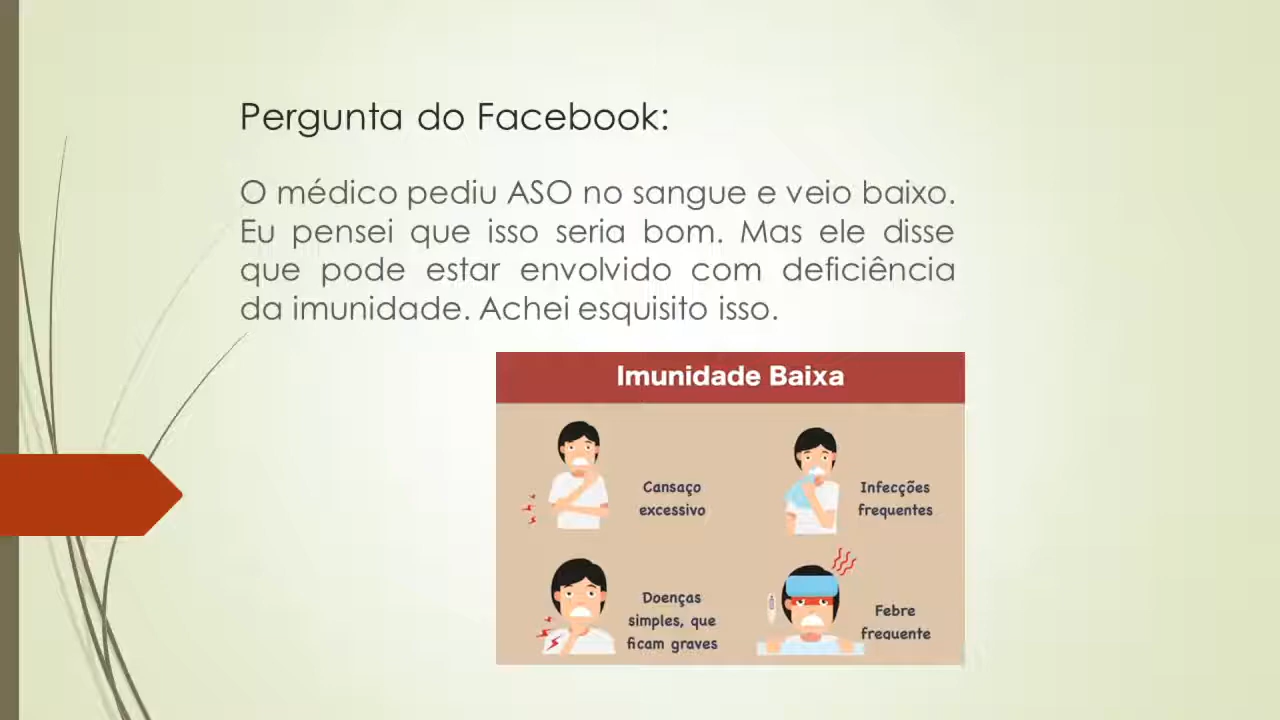 Pergunta do Facebook:
O médico pediu ASO no sangue e veio baixo.
Eu pensei que isso seria bom. Mas ele disse
que pode estar envolvido com deficiência
da imunidade. Achei esquisito isso.
Imunidade Baixa
Cansaço
excessivo
Infecções
frequentes
Doenças
simples, que
ficam graves
Febre
frequente